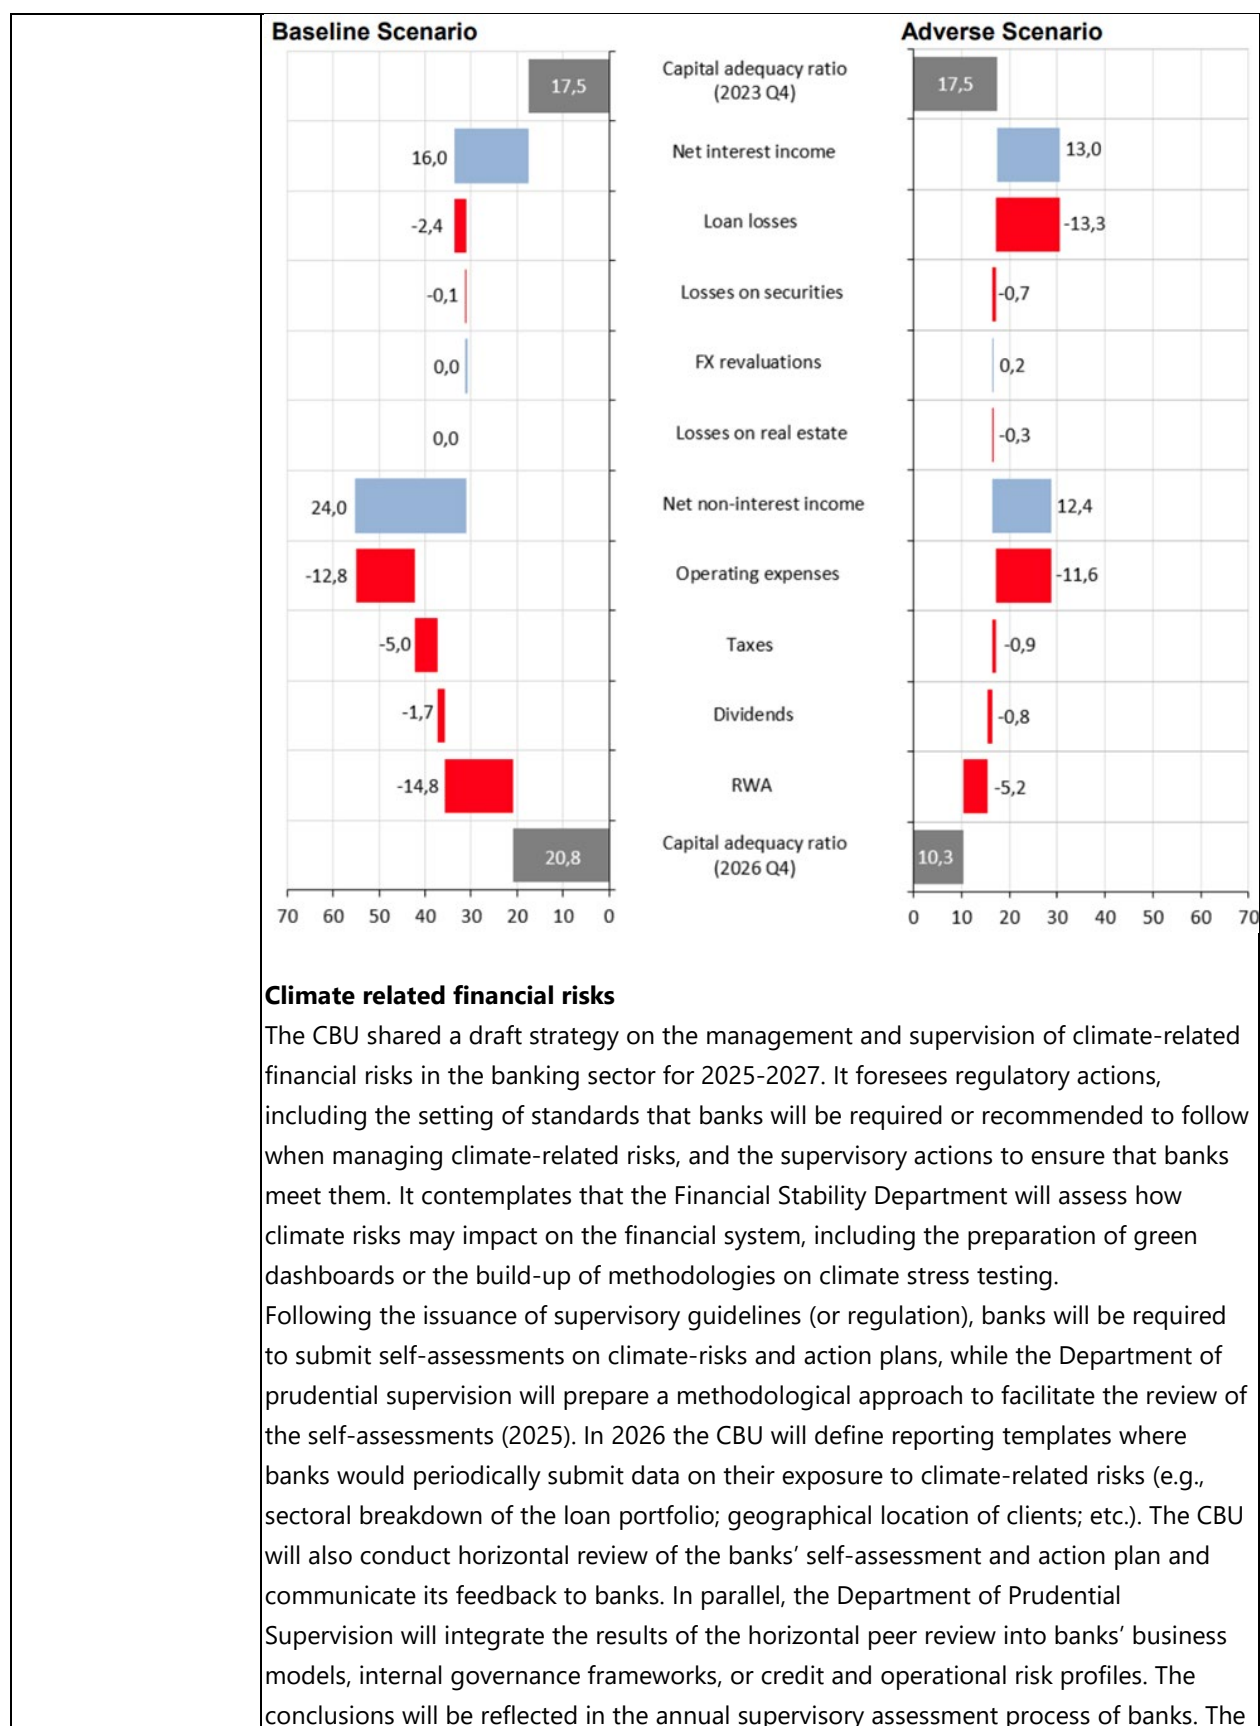 Baseline Scenario
Adverse Scenario
17,5
Capital adequacy ratio
(2023 Q4)
17,5
16,0
Net interest income
13,0
-2,4
Loan losses
-13,3
-0,1
Losses on securities
-0,7
0,0
FX revaluations
0,2
0,0
Losses on real estate
-0,3
24,0
Net non-interest income
12,4
-12,8
Operating expenses
-11,6
-5,0
Taxes
-0,9
-1,7
Dividends
-0,8
-14,8
RWA
-5,2
20,8
Capital adequacy ratio
(2026 Q4)
10,3
70 60 50 40 30 20 10 0
0 10 20 30 40 50 60 70
Climate related financial risks
The CBU shared a draft strategy on the management and supervision of climate-related
financial risks in the banking sector for 2025-2027. It foresees regulatory actions,
including the setting of standards that banks will be required or recommended to follow
when managing climate-related risks, and the supervisory actions to ensure that banks
meet them. It contemplates that the Financial Stability Department will assess how
climate risks may impact on the financial system, including the preparation of green
dashboards or the build-up of methodologies on climate stress testing.
Following the issuance of supervisory guidelines (or regulation), banks will be required
to submit self-assessments on climate-risks and action plans, while the Department of
prudential supervision will prepare a methodological approach to facilitate the review of
the self-assessments (2025). In 2026 the CBU will define reporting templates where
banks would periodically submit data on their exposure to climate-related risks (e.g.,
sectoral breakdown of the loan portfolio; geographical location of clients; etc.). The CBU
will also conduct horizontal review of the banks’ self-assessment and action plan and
communicate its feedback to banks. In parallel, the Department of Prudential
Supervision will integrate the results of the horizontal peer review into banks’ business
models, internal governance frameworks, or credit and operational risk profiles. The
conclusions will be reflected in the annual supervisory assessment process of banks. The